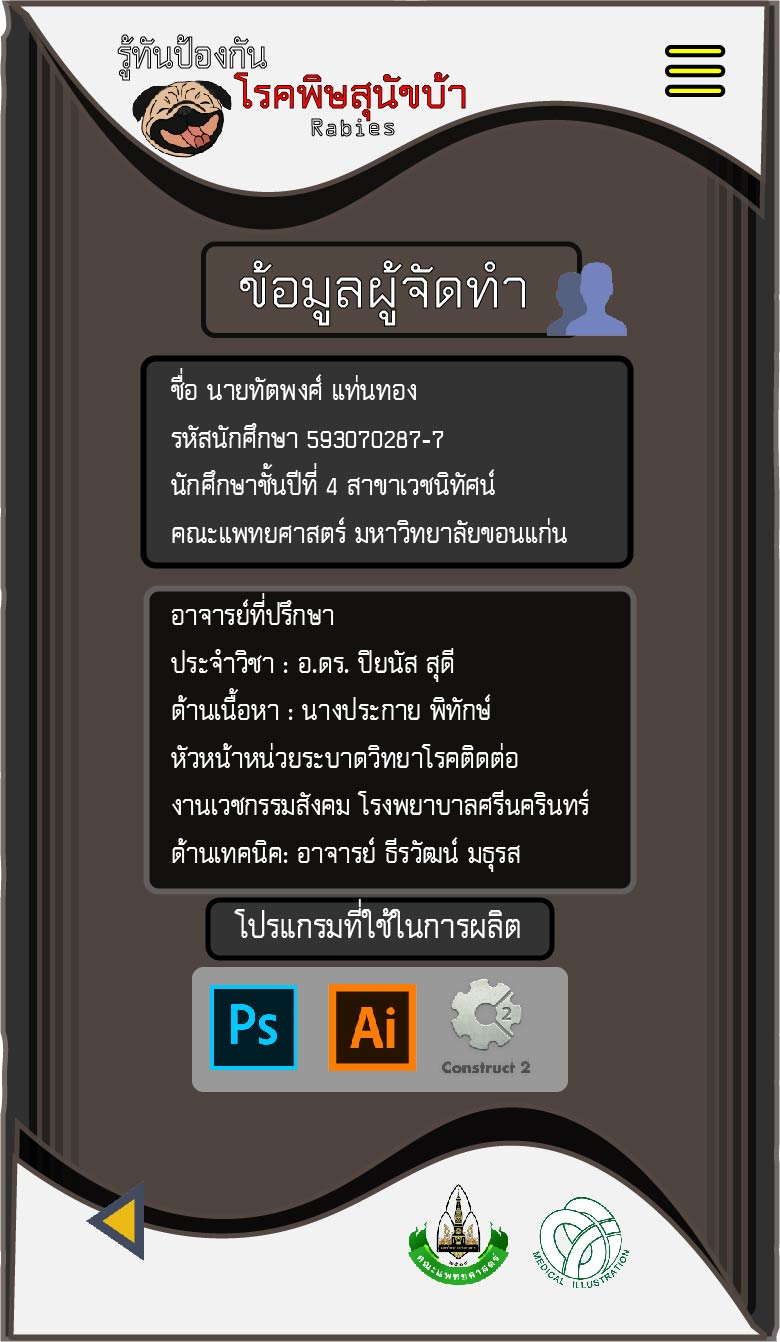 รู้ทันป้องกัน
โรคพิษสุนัขบ้า
Rabies
ข้อมูลผู้จัดทำ
ชื่อ นายทัตพงศ์ แท่นทอง
รหัสนักศึกษา 593070287-7
นักศึกษาชั้นปีที่ 4 สาขาเวชนิทัศน์
คณะแพทยศาสตร์ มหาวิทยาลัยขอนแก่น
อาจารย์ที่ปรึกษา
ประจำวิชา : อ.ดร. ปิยนัส สุดี
ด้านเนื้อหา : นางประกาย พิทักษ์
หัวหน้าหน่วยระบาดวิทยาโรคติดต่อ
งานเวชกรรมสังคม โรงพยาบาลศรีนครินทร์
ด้านเทคนิค: อาจารย์ ธีรวัฒน์ มธุรส
โปรแกรมที่ใช้ในการผลิต
Ps Ai 2
Construct 2
คณะแพทยศาสตร์
MEDICAL ILLUSTRATION